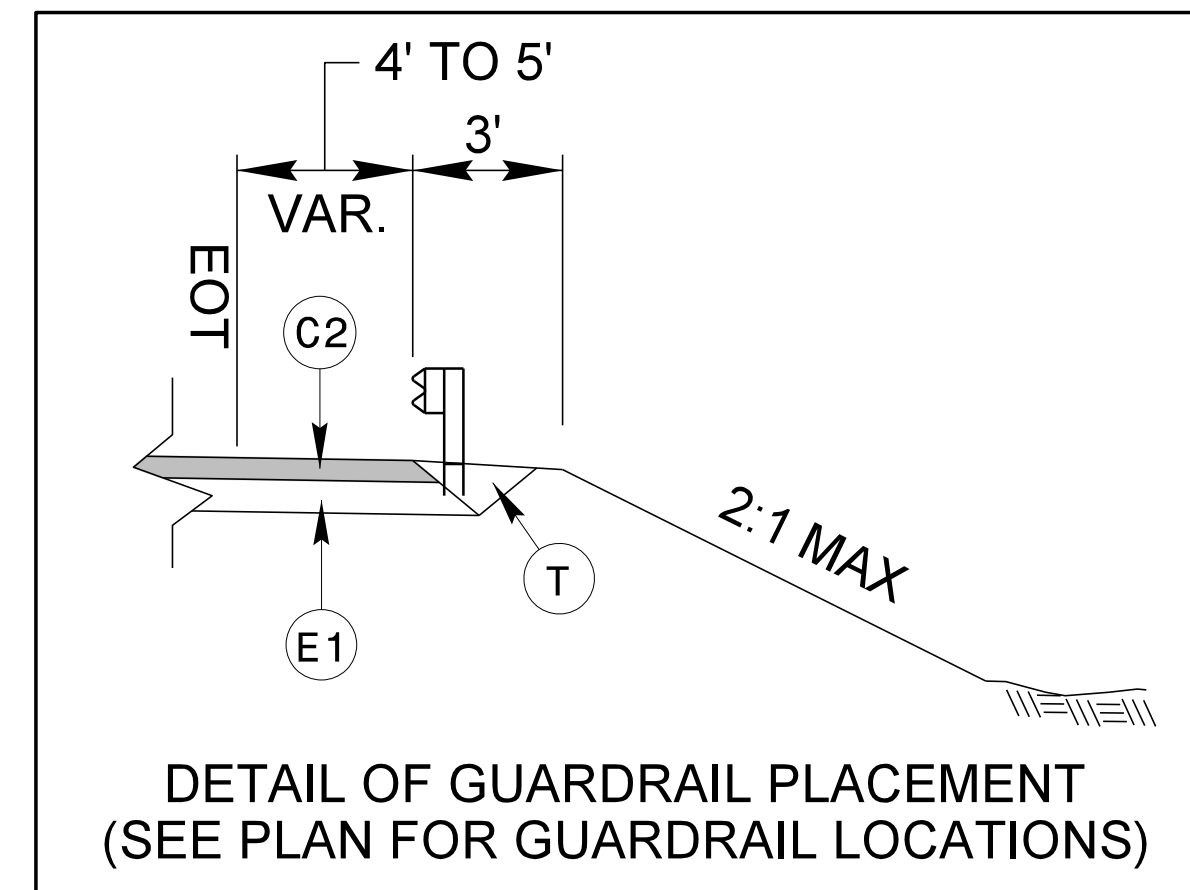 4' TO 5'
3'
VAR.
EOT
C2
2:1 MAX
T
E1
DETAIL OF GUARDRAIL PLACEMENT
(SEE PLAN FOR GUARDRAIL LOCATIONS)